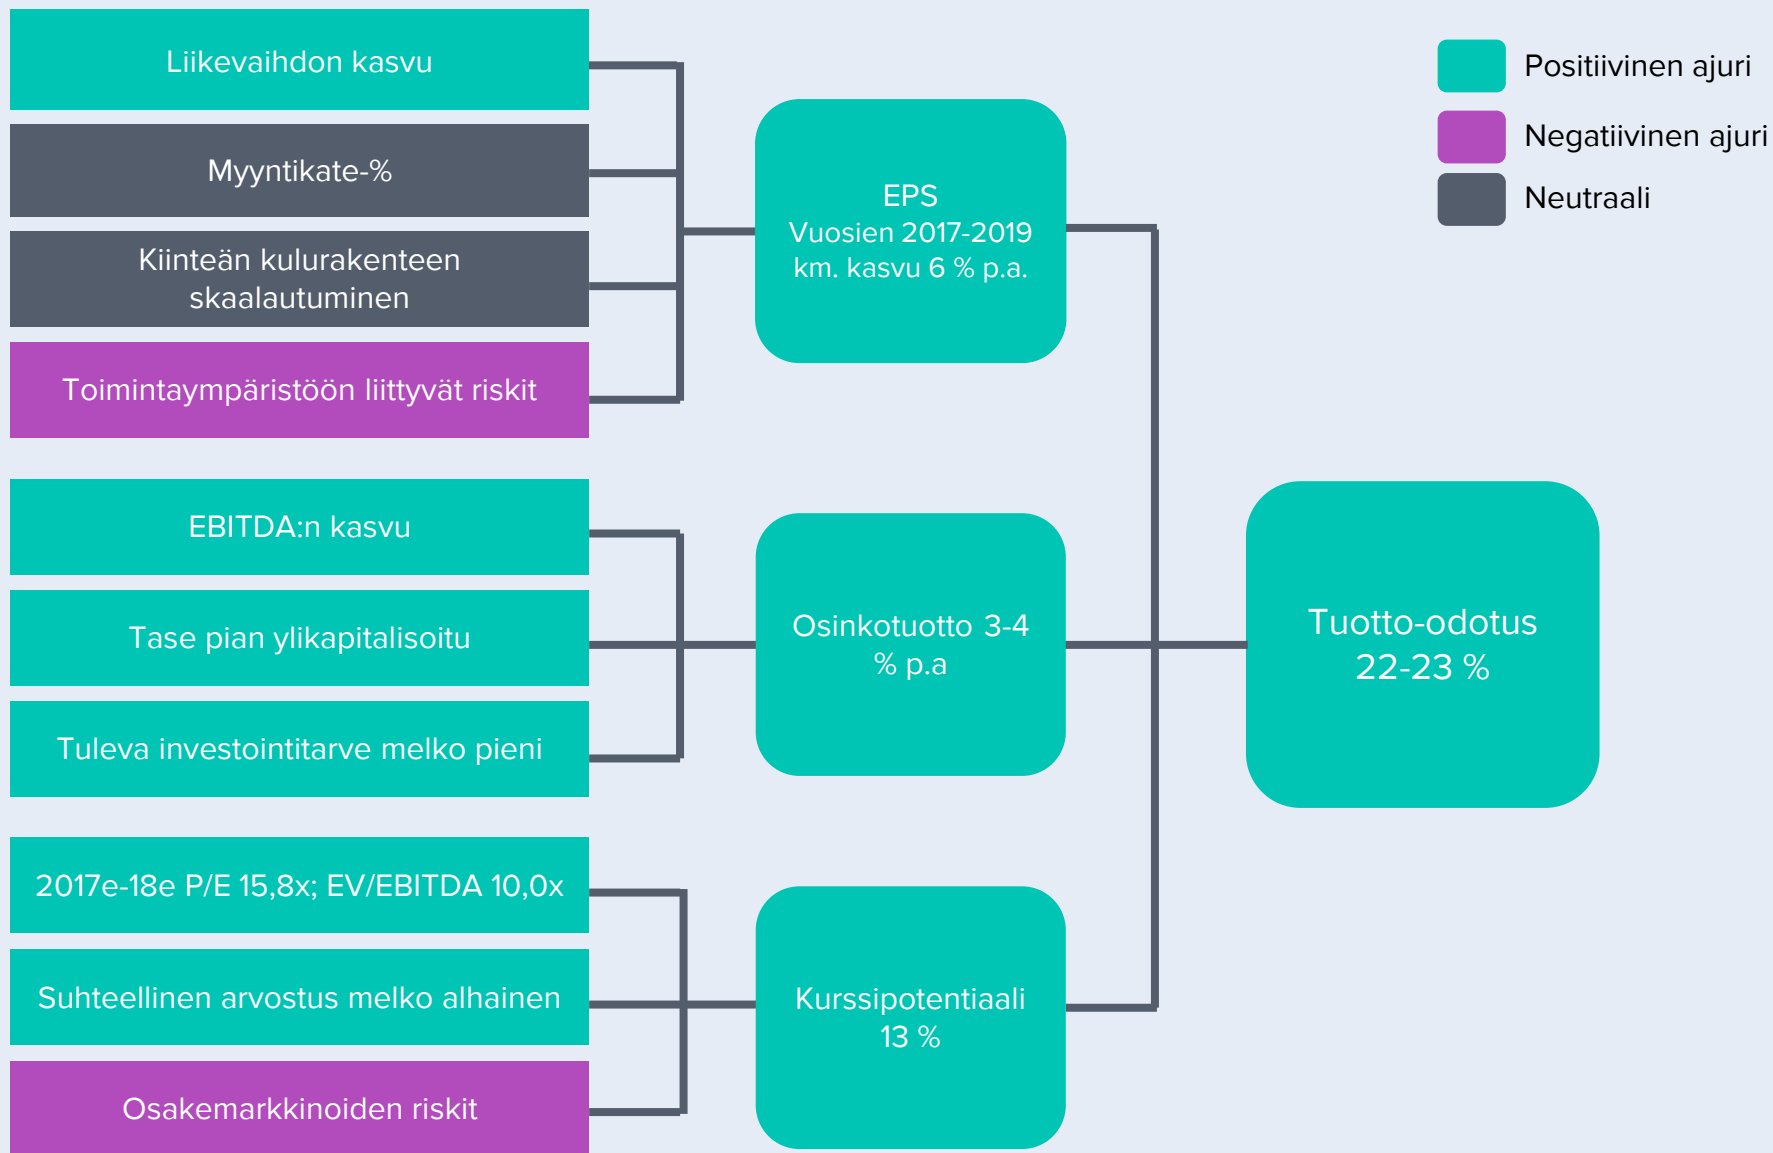 Liikevaihdon kasvu
Myyntikate-%
Kiinteän kulurakenteen
skaalautuminen
Toimintaympäristöön liittyvät riskit
EBITDA:n kasvu
Tase pian ylikapitalisoitu
Tuleva investointitarve melko pieni
2017e-18e P/E 15,8x; EV/EBITDA 10,0x
Suhteellinen arvostus melko alhainen
Osakemarkkinoiden riskit
EPS
Vuosien 2017-2019
km. kasvu 6 % p.a.
Osinkotuotto 3-4
% p.a
Kurssipotentiaali
13 %
Tuotto-odotus
22-23 %
Positiivinen ajuri
Negatiivinen ajuri
Neutraali